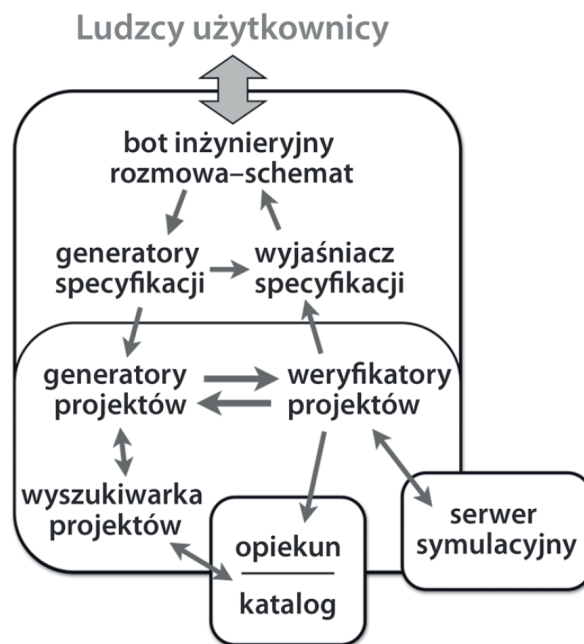 Ludzcy użytkownicy
bot inżynieryjny
rozmowa–schemat
generatory
specyfikacji
wyjaśniacz
specyfikacji
generatory
projektów
weryfikatory
projektów
wyszukiwarka
projektów
opiekun
katalog
serwer
symulacyjny